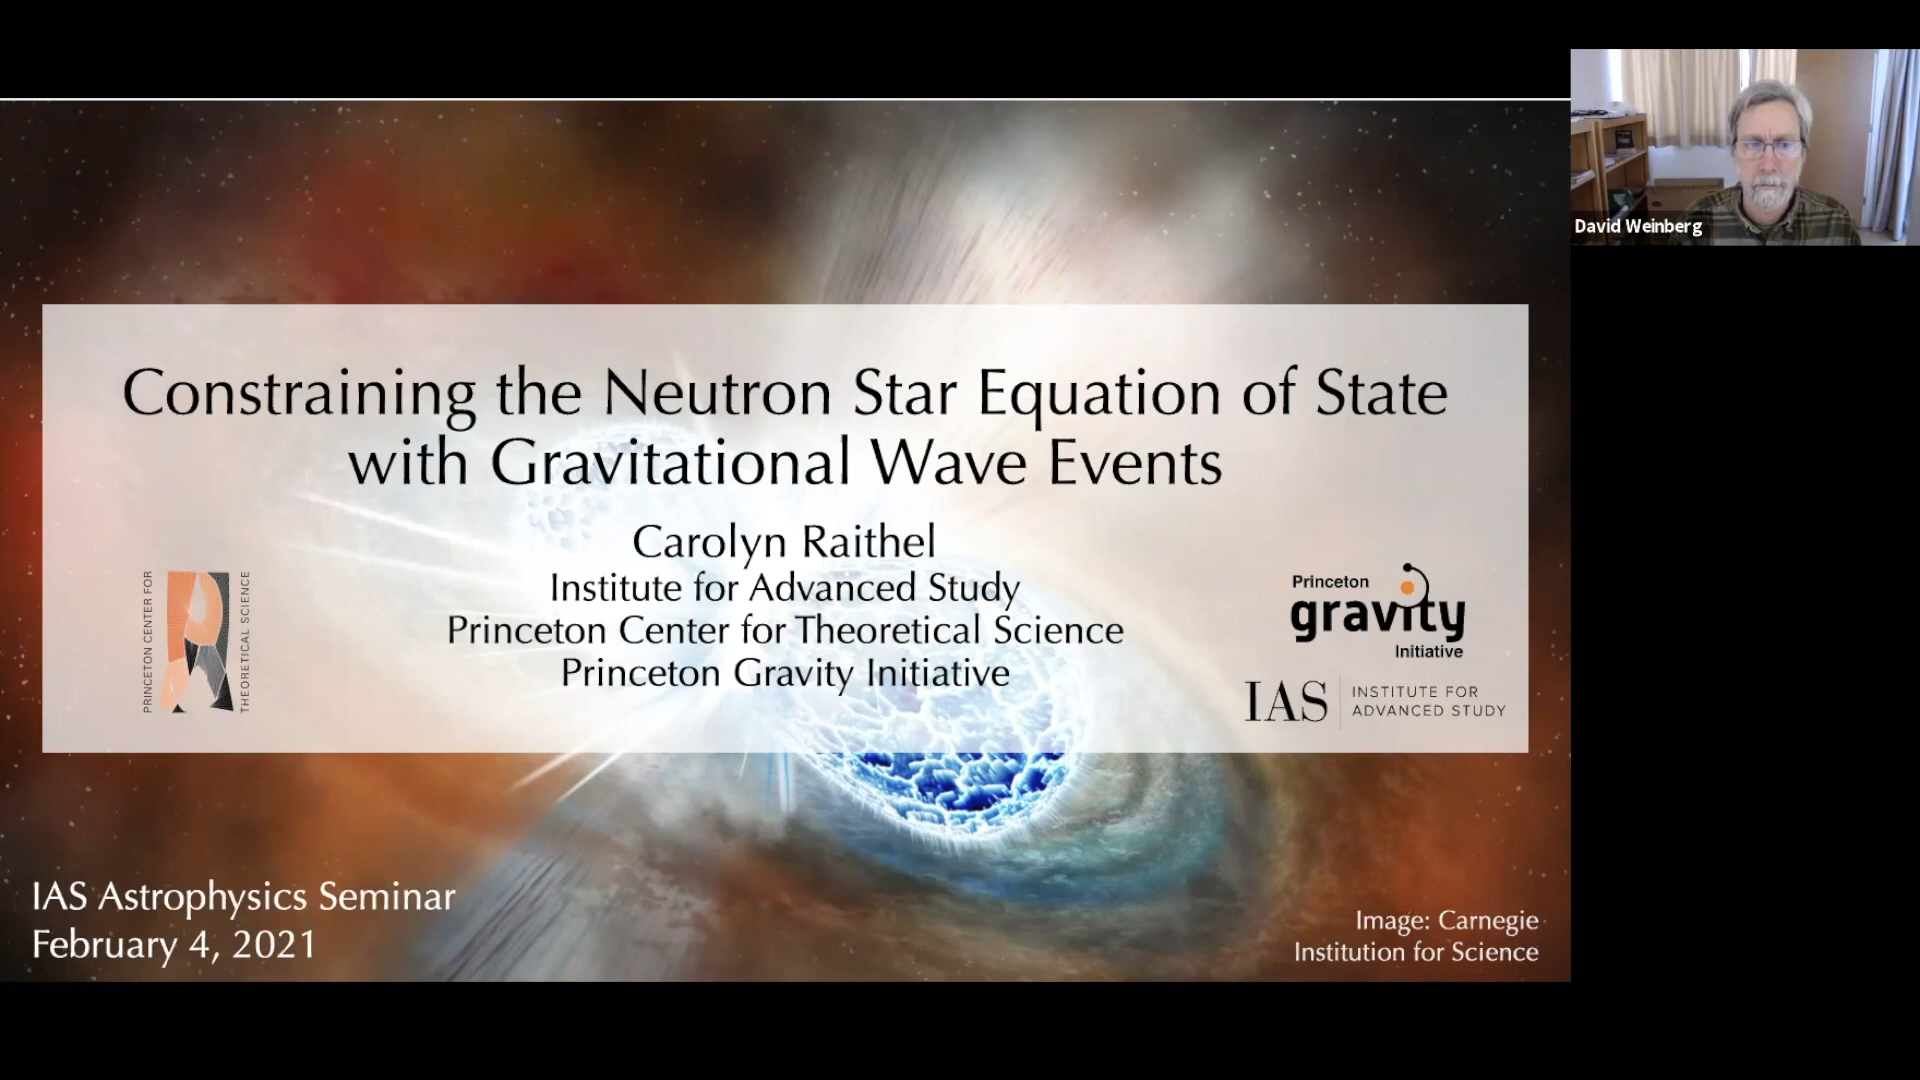 Constraining the Neutron Star Equation of State
with Gravitational Wave Events
Carolyn Raithel
Institute for Advanced Study
Princeton Center for Theoretical Science
Princeton Gravity Initiative
PRINCETON CENTER FOR
THEORETICAL SCIENCE
Princeton
gravity
Initiative
IAS
INSTITUTE FOR
ADVANCED STUDY
IAS Astrophysics Seminar
February 4, 2021
Image: Carnegie
Institution for Science
David Weinberg